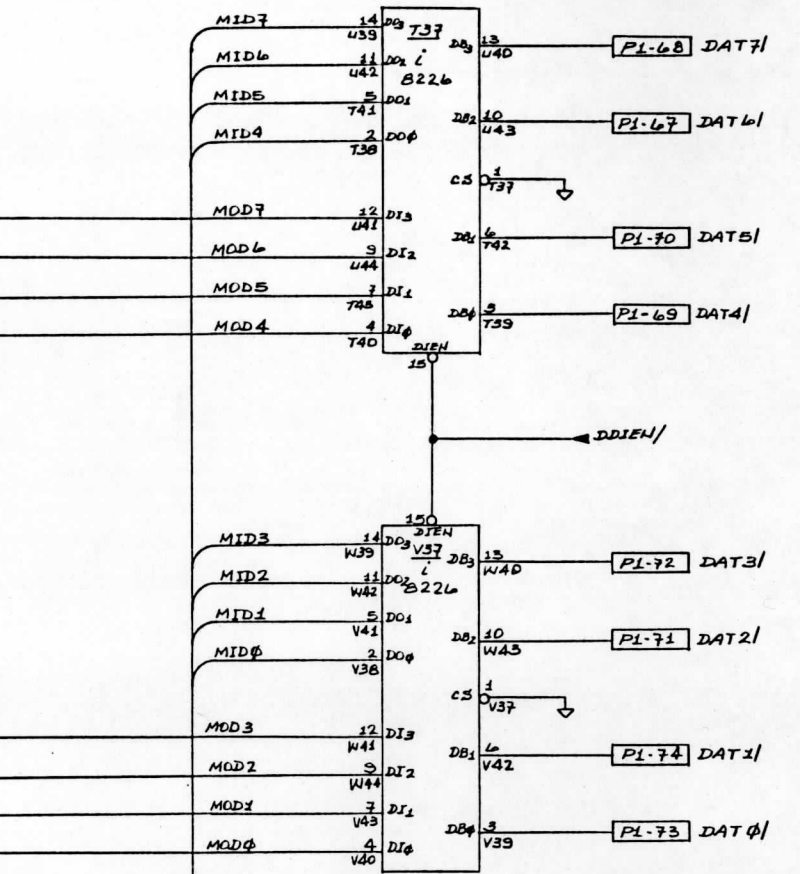 MID7 14 DO3 T37 DB3 13 P1-68 DAT7/
U39 U40
MID6 11 DO2 i
U42 8226
MID5 5 DO1 DB2 10 P1-67 DAT6/
T41 U43
MID4 2 DOϕ
T38
CS 1
T37
MOD7 12 DI3
U41
DB1 6 P1-70 DAT5/
T42
MOD6 9 DI2
U44
MOD5 7 DI1
T43
DBϕ 3 P1-69 DAT4/
T39
MOD4 4 DIϕ
T40
DIEN
15
DDIEN/
15
DIEN
MID3 14 DO3 V37 DB3 13 P1-72 DAT3/
W39 W40
i
MID2 11 DO2 8226
W42
MID1 5 DO1
V41
DB2 10 P1-71 DAT2/
W43
MIDϕ 2 DOϕ
V38
CS 1
V37
MOD3 12 DI3
W41
DB1 6 P1-74 DAT1/
V42
MOD2 9 DI2
W44
MOD1 7 DI1
V43
DBϕ 3 P1-73 DATϕ/
V39
MODϕ 4 DIϕ
V40